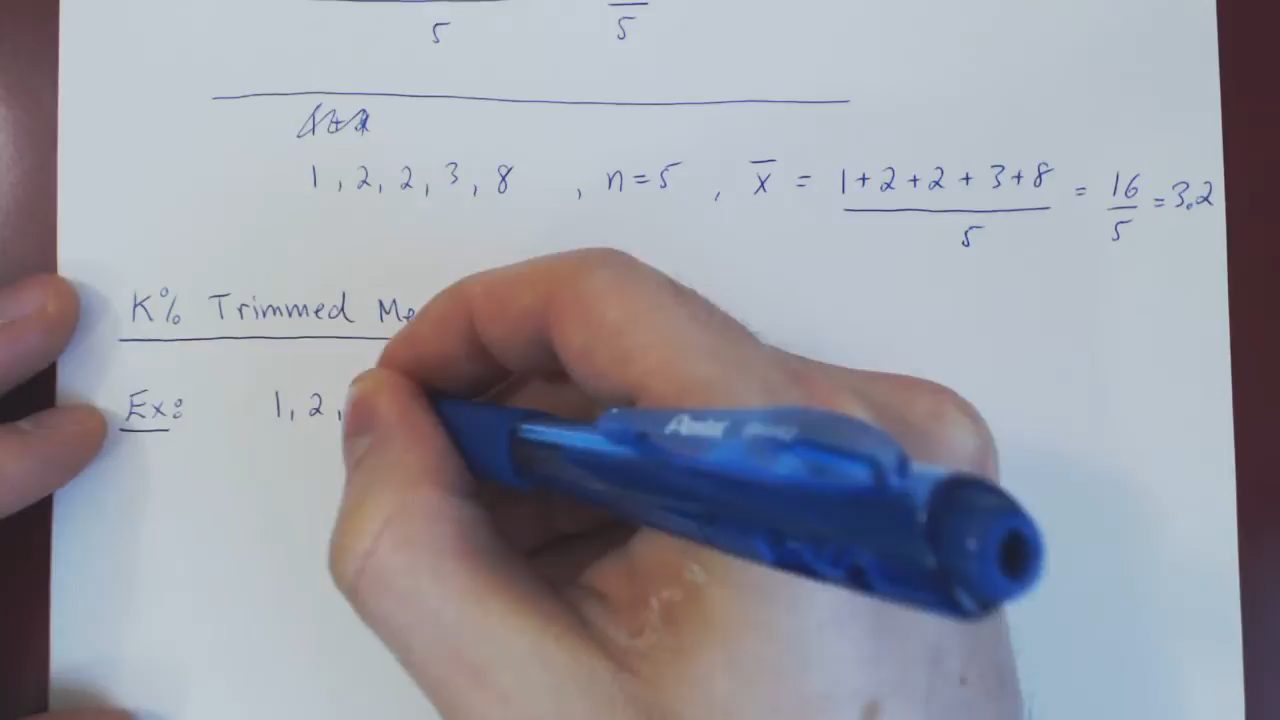 5 5
1, 2, 2, 3, 8 , n=5 , x̄ = 1+2+2+3+8 / 5 = 16/5 = 3.2
K% Trimmed Me
Ex: 1, 2,